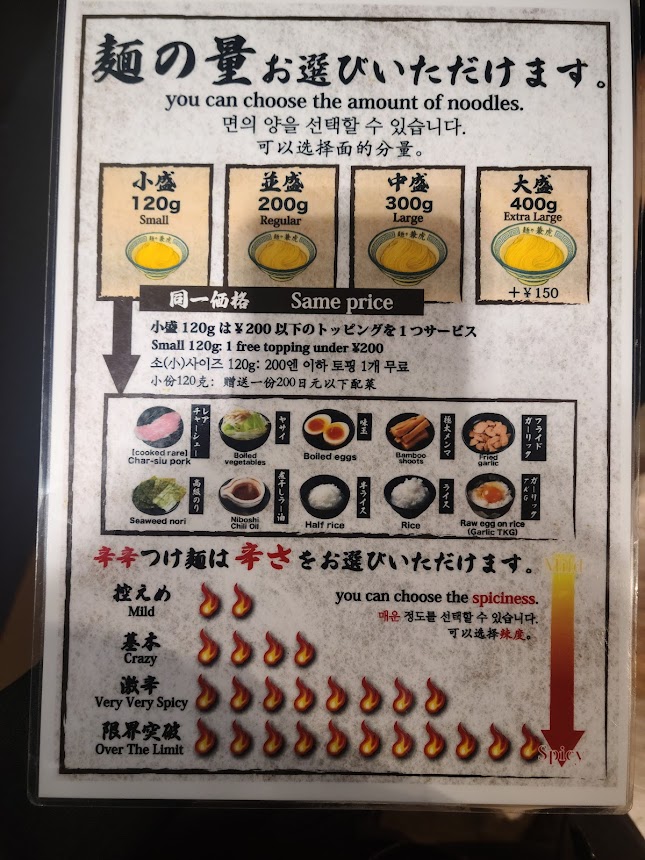 麺の量お選びいただけます。
you can choose the amount of noodles.
면의 양을 선택할 수 있습니다.
可以选择面的分量。
小盛
120g
Small
麺・兼虎
並盛
200g
Regular
麺・兼虎
中盛
300g
Large
麺・兼虎
大盛
400g
Extra Large
麺・兼虎
+¥150
同一価格 Same price
小盛 120g は¥200 以下のトッピングを1つサービス
Small 120g: 1 free topping under ¥200
소(小)사이즈 120g: 200엔 이하 토핑 1개 무료
小份120克: 赠送一份200日元以下配菜
レアチャーシュー
[cooked rare]
Char-siu pork
ヤサイ
Boiled
vegetables
味玉
Boiled eggs
極太メンマ
Bamboo
shoots
フライドガーリック
Fried
garlic
高級のり
Seaweed nori
煮干しラー油
Niboshi
Chili Oil
半ライス
Half rice
ライス
Rice
ガーリックTKG
Raw egg on rice
(Garlic TKG)
辛辛つけ麺は辛さをお選びいただけます。
Mild
you can choose the spiciness.
매운 정도를 선택할 수 있습니다.
可以选择辣度。
控えめ
Mild
基本
Crazy
激辛
Very Very Spicy
限界突破
Over The Limit
Spicy